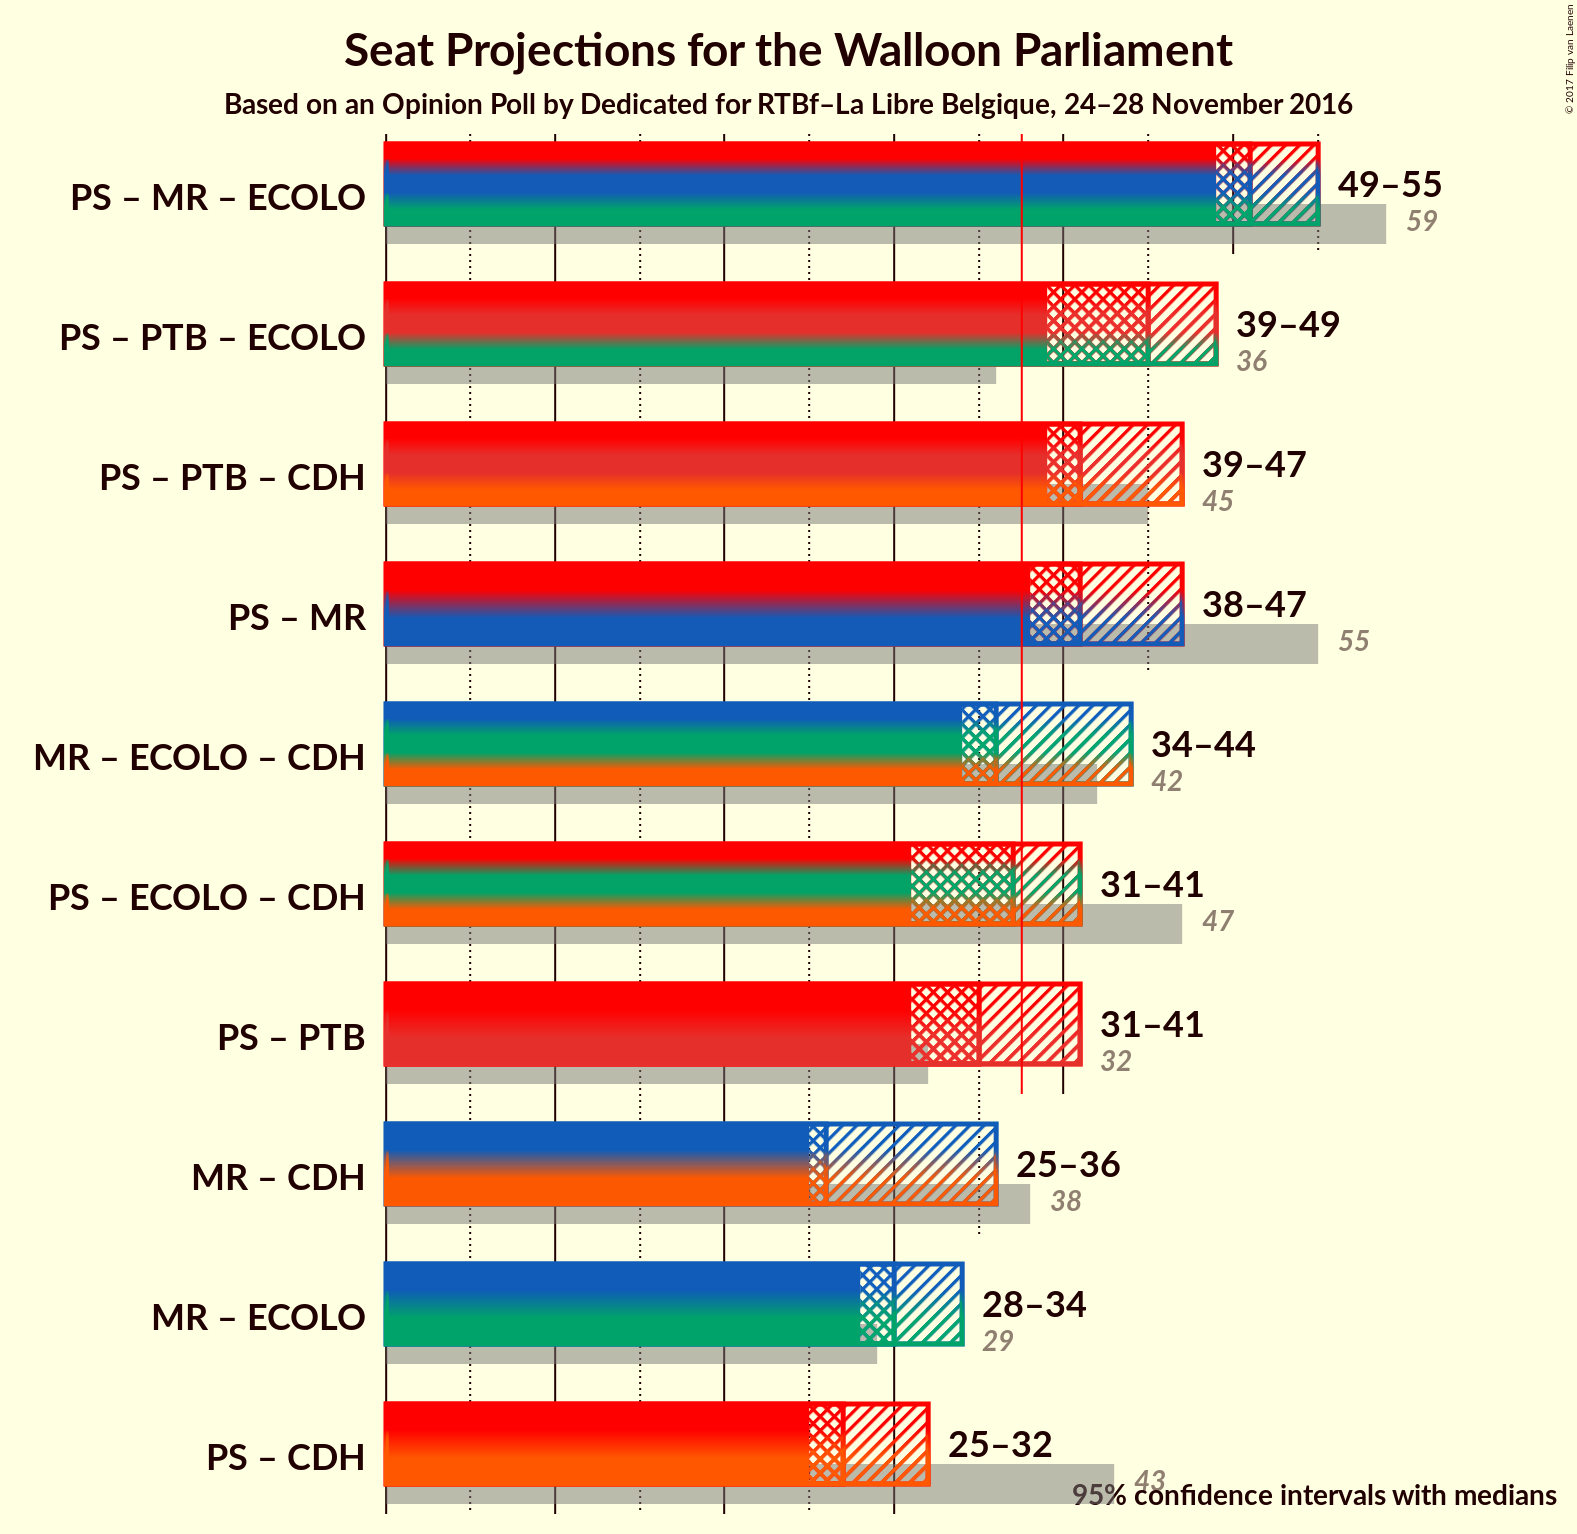 Seat Projections for the Walloon Parliament
Based on an Opinion Poll by Dedicated for RTBf–La Libre Belgique, 24–28 November 2016
© 2017 Filip van Laenen
PS – MR – ECOLO
49–55
59
PS – PTB – ECOLO
39–49
36
PS – PTB – CDH
39–47
45
PS – MR
38–47
55
MR – ECOLO – CDH
34–44
42
PS – ECOLO – CDH
31–41
47
PS – PTB
31–41
32
MR – CDH
25–36
38
MR – ECOLO
28–34
29
PS – CDH
25–32
43
95% confidence intervals with medians